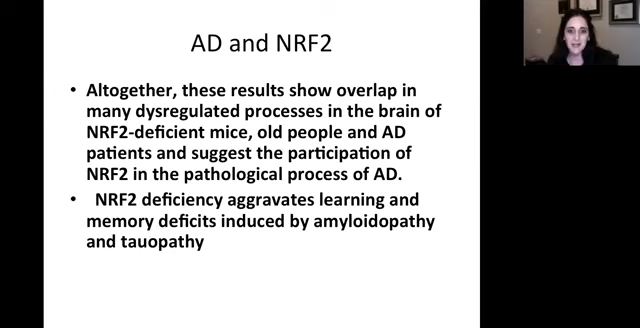 AD and NRF2
• Altogether, these results show overlap in
many dysregulated processes in the brain of
NRF2-deficient mice, old people and AD
patients and suggest the participation of
NRF2 in the pathological process of AD.
• NRF2 deficiency aggravates learning and
memory deficits induced by amyloidopathy
and tauopathy